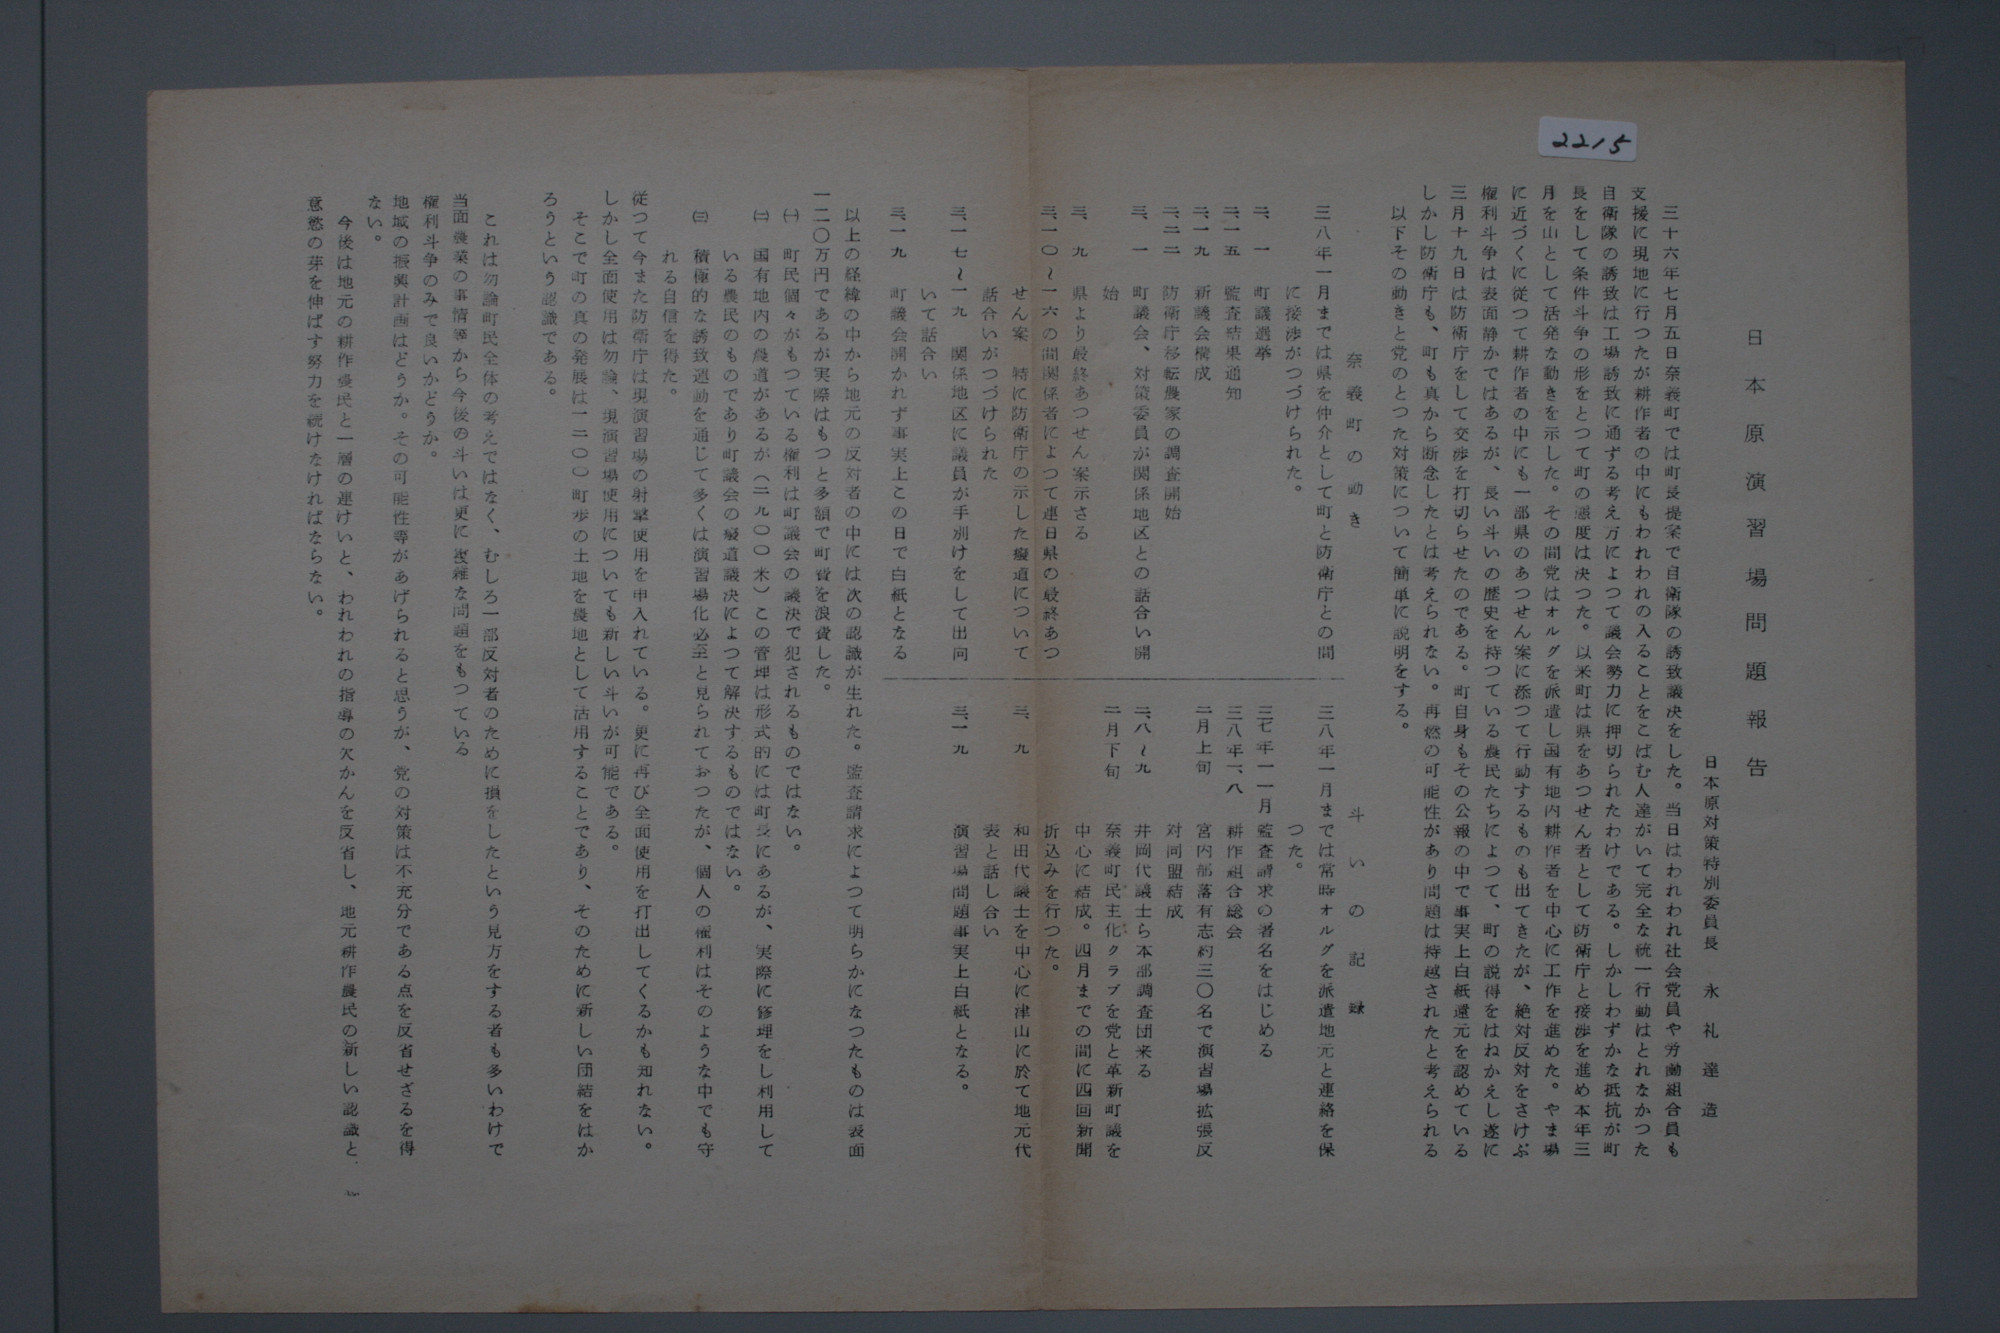 2215
日本原演習場問題報告
日本原対策特別委員長 永礼達造
三十六年七月五日奈義町では町長提案で自衛隊の誘致議決をした。当日はわれわれ社会党員や労働組合員も
支援に現地に行つたが耕作者の中にもわれわれの入ることをこばむ人達がいて完全な統一行動はとれなかつた
自衛隊の誘致は工場誘致に通ずる考え方によつて議会勢力に押切られたわけである。しかしわずかな抵抗が町
長をして条件斗争の形をとつて町の態度は決つた。以来町は県をあつせん者として防衛庁と接渉を進め本年三
月を山として活発な動きを示した。その間党はオルグを派遣し国有地内耕作者を中心に工作を進めた。やま場
に近づくに従つて耕作者の中にも一部県のあつせん案に添つて行動するものも出てきたが、絶対反対をさけぶ
権利斗争は表面静かではあるが、長い斗いの歴史を持つている農民たちによつて、町の説得をはねかえし遂に
三月十九日は防衛庁をして交渉を打切らせたのである。町自身もその公報の中で事実上白紙還元を認めている
しかし防衛庁も、町も真から断念したとは考えられない。再燃の可能性があり問題は持越されたと考えられる
以下その動きと党のとつた対策について簡単に説明をする。
奈義町の動き
三八年一月までは県を仲介として町と防衛庁との間
に接渉がつづけられた。
二、一 町議選挙
二、一五 監査結果通知
二、一九 新議会構成
二、二二 防衛庁移転農家の調査開始
三、一 町議会、対策委員が関係地区との話合い開
始
三、九 県より最終あつせん案示さる
三、一〇～一六の間関係者によつて連日県の最終あつ
せん案 特に防衛庁の示した廃道について
話合いがつづけられた
三、一七～一九 関係地区に議員が手別けをして出向
いて話合い
三、一九 町議会開かれず事実上この日で白紙となる
斗いの記録
三八年一月までは常時オルグを派遣地元と連絡を保
つた。
三七年一一月 監査請求の署名をはじめる
三八年一、八 耕作組合総会
二月上旬 宮内部落有志約三〇名で演習場拡張反
対同盟結成
二、八～九 井岡代議士ら本部調査団来る
二月下旬 奈義町民主化クラブを党と革新町議を
中心に結成。四月までの間に四回新聞
折込みを行つた。
三、九 和田代議士を中心に津山に於て地元代
表と話し合い
三、一九 演習場問題事実上白紙となる。
以上の経緯の中から地元の反対者の中には次の認識が生れた。監査請求によつて明らかになつたものは表面
一二〇万円であるが実際はもつと多額で町費を浪費した。
㈠ 町民個々がもつている権利は町議会の議決で犯されるものではない。
㈡ 国有地内の農道があるが（二九〇〇米）この管理は形式的には町長にあるが、実際に修理をし利用して
いる農民のものであり町議会の廃道議決によつて解決するものではない。
㈢ 積極的な誘致運動を通じて多くは演習場化必至と見られておつたが、個人の権利はそのような中でも守
れる自信を得た。
従つて今また防衛庁は現演習場の射撃使用を申入れている。更に再び全面使用を打出してくるかも知れない。
しかし全面使用は勿論、現演習場使用についても新しい斗いが可能である。
そこで町の真の発展は一二〇〇町歩の土地を農地として活用することであり、そのために新しい団結をはか
ろうという認識である。
これは勿論町民全体の考えではなく、むしろ一部反対者のために損をしたという見方をする者も多いわけで
当面農業の事情等から今後の斗いは更に複雑な問題をもつている
権利斗争のみで良いかどうか。
地域の振興計画はどうか。その可能性等があげられると思うが、党の対策は不充分である点を反省せざるを得
ない。
今後は地元の耕作農民と一層の連けいと、われわれの指導の欠かんを反省し、地元耕作農民の新しい認識と、
意慾の芽を伸ばす努力を続けなければならない。